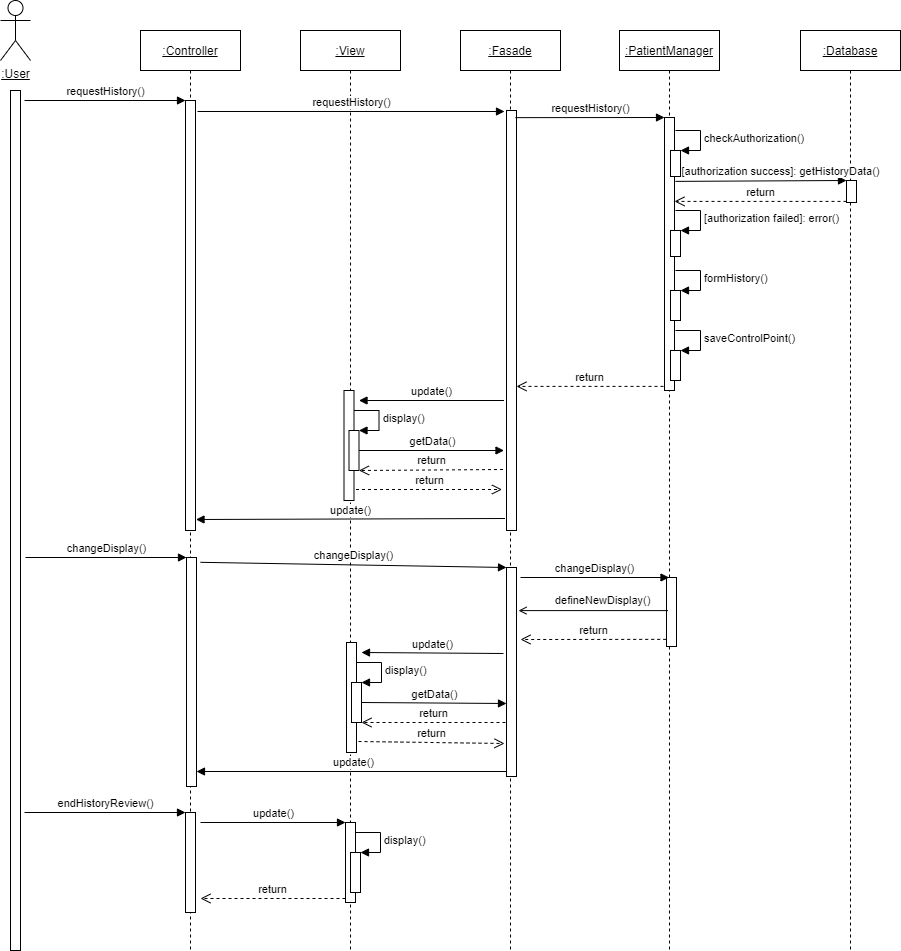 :User
:Controller
:View
:Fasade
:PatientManager
:Database
requestHistory()
requestHistory()
requestHistory()
checkAuthorization()
[authorization success]: getHistoryData()
return
[authorization failed]: error()
formHistory()
saveControlPoint()
return
update()
display()
getData()
return
return
update()
changeDisplay()
changeDisplay()
changeDisplay()
defineNewDisplay()
return
update()
display()
getData()
return
return
update()
endHistoryReview()
update()
display()
return